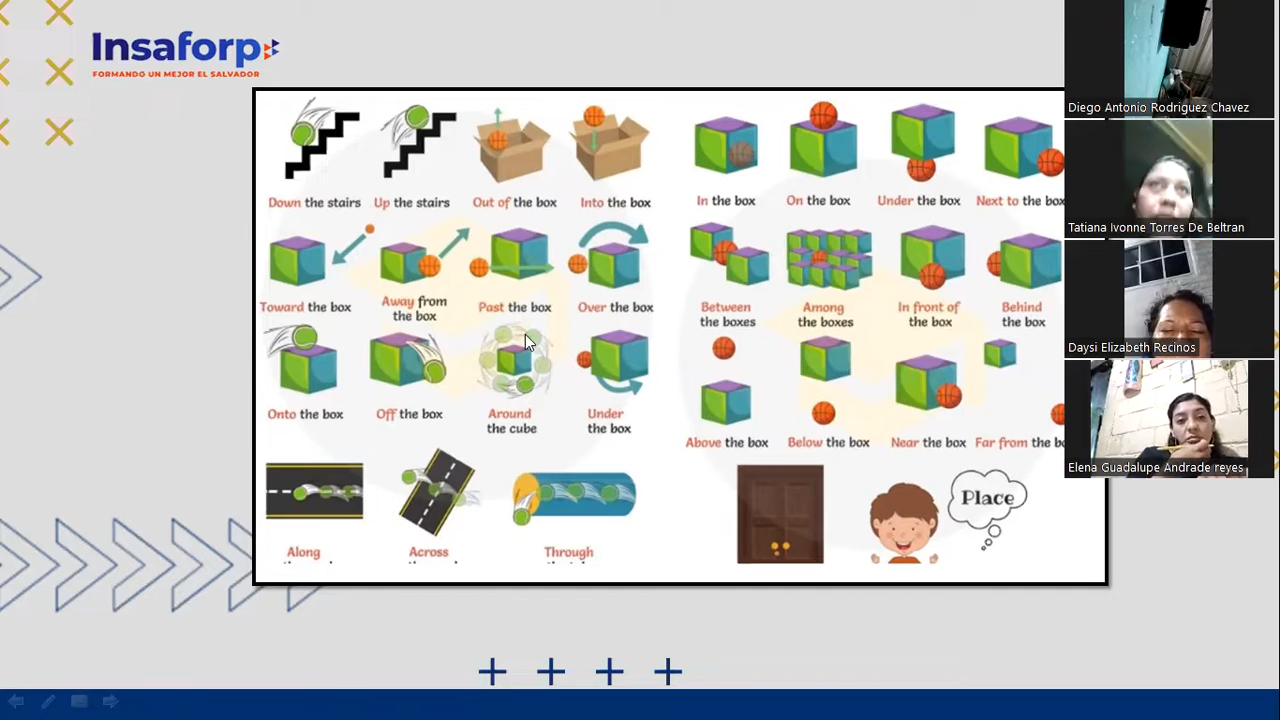 Insaforp
FORMANDO UN MEJOR EL SALVADOR
Down the stairs
Up the stairs
Out of the box
Into the box
In the box
On the box
Under the box
Next to the box
Toward the box
Away from
the box
Past the box
Over the box
Between
the boxes
Among
the boxes
In front of
the box
Behind
the box
Onto the box
Off the box
Around
the cube
Under
the box
Above the box
Below the box
Near the box
Far from the
Along
Across
Through
Place
Diego Antonio Rodriguez Chavez
Tatiana Ivonne Torres De Beltran
Daysi Elizabeth Recinos
Elena Guadalupe Andrade reyes